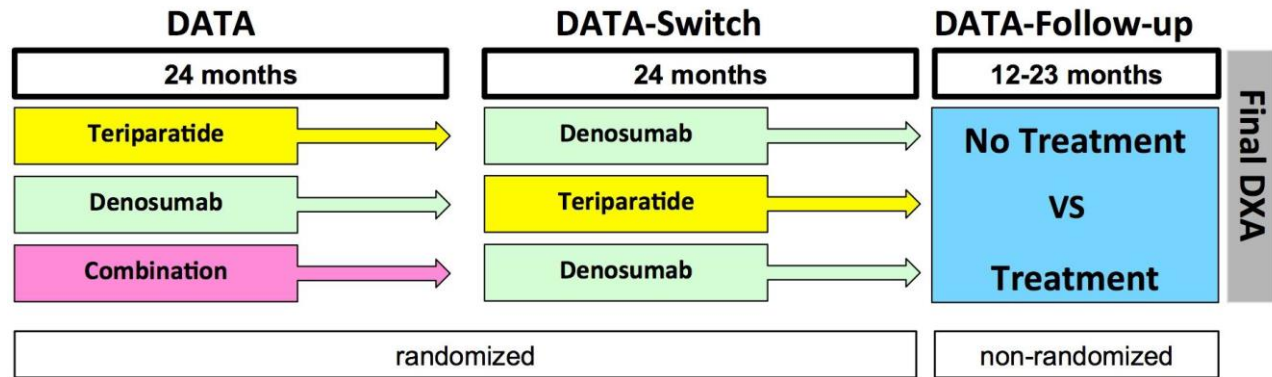 DATA
DATA-Switch
DATA-Follow-up
24 months
24 months
12-23 months
Teriparatide
Denosumab
Combination
Denosumab
Teriparatide
Denosumab
No Treatment
VS
Treatment
Final DXA
randomized
non-randomized